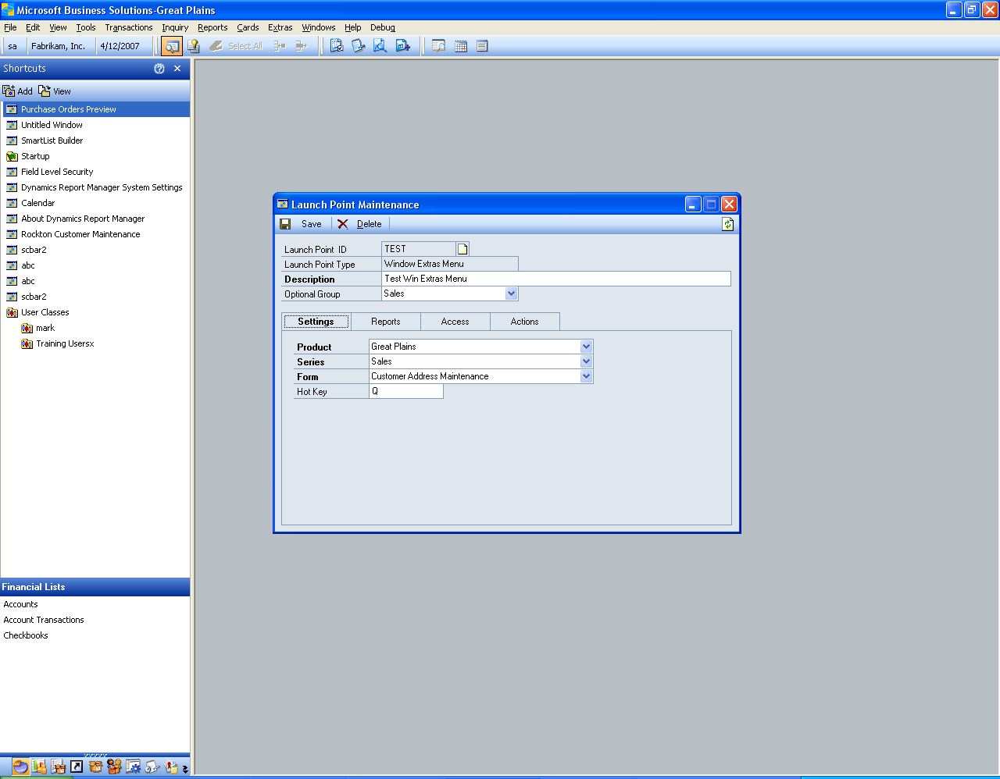 Microsoft Business Solutions-Great Plains
File Edit View Tools Transactions Inquiry Reports Cards Extras Windows Help Debug
sa Fabrikam, Inc. 4/12/2007 Select All
Shortcuts
Add View
Purchase Orders Preview
Untitled Window
SmartList Builder
Startup
Field Level Security
Dynamics Report Manager System Settings
Calendar
About Dynamics Report Manager
Rockton Customer Maintenance
scbar2
abc
abc
scbar2
User Classes
mark
Training Usersx
Financial Lists
Accounts
Account Transactions
Checkbooks
Launch Point Maintenance
Save Delete
Launch Point ID TEST
Launch Point Type Window Extras Menu
Description Test Win Extras Menu
Optional Group Sales
Settings Reports Access Actions
Product Great Plains
Series Sales
Form Customer Address Maintenance
Hot Key Q